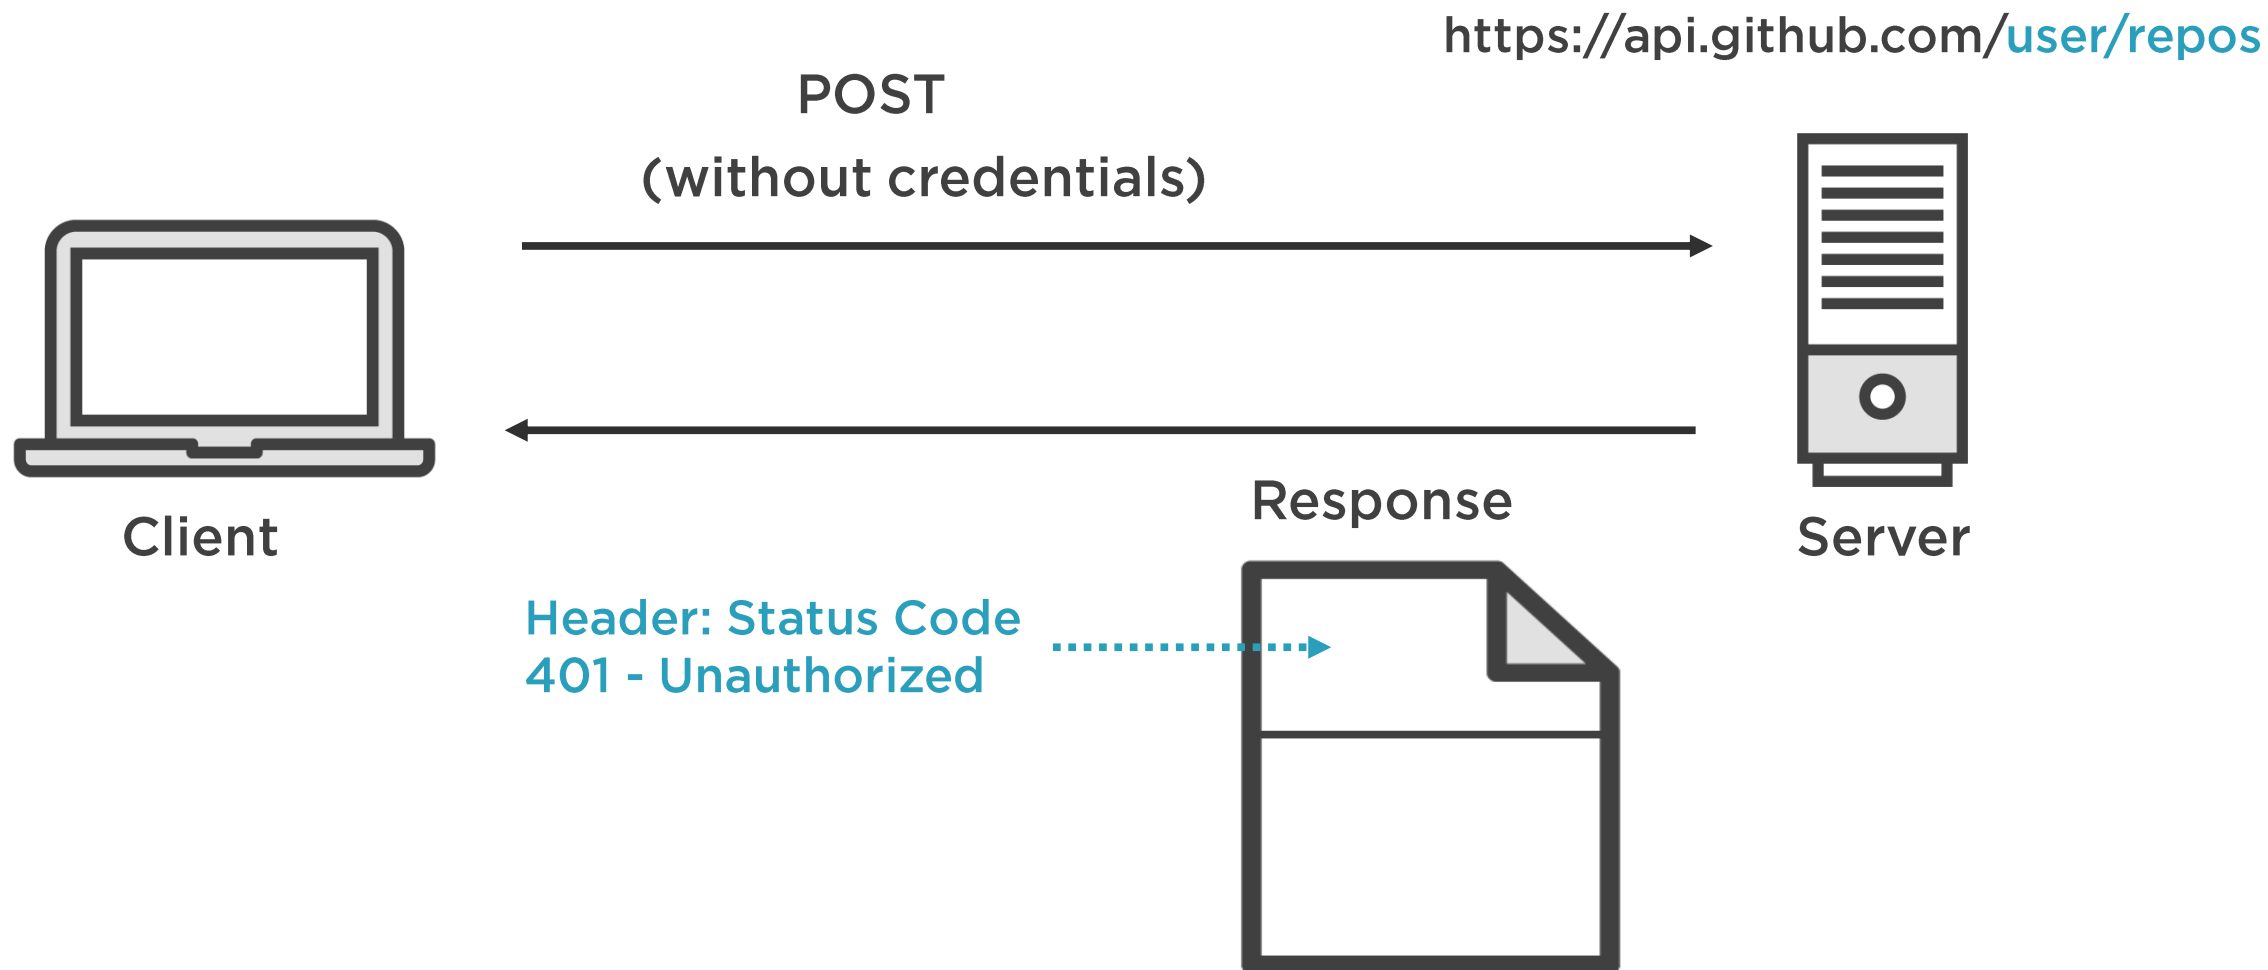 https://api.github.com/user/repos
POST
(without credentials)
Client
Response
Server
Header: Status Code
401 - Unauthorized